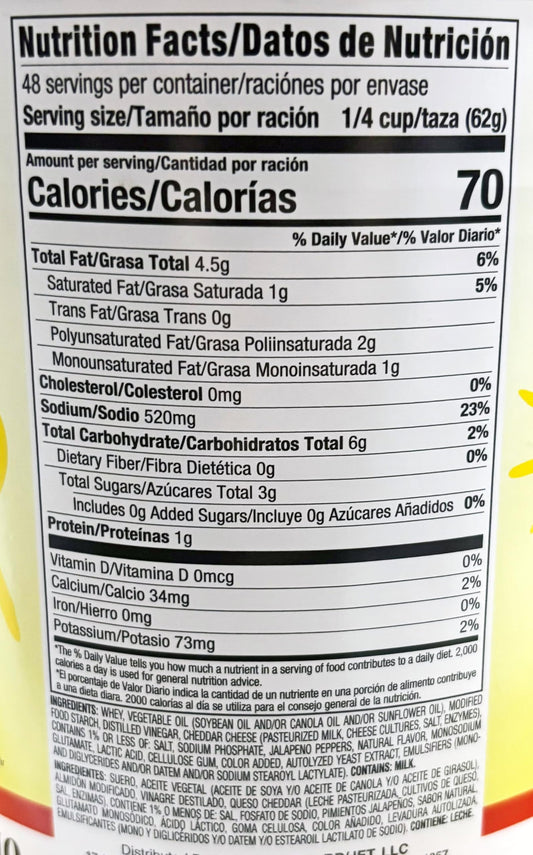 Nutrition Facts/Datos de Nutrición
48 servings per container/raciónes por envase
Serving size/Tamaño por ración 1/4 cup/taza (62g)
Amount per serving/Cantidad por ración
Calories/Calorías 70
% Daily Value*/% Valor Diario*
Total Fat/Grasa Total 4.5g 6%
Saturated Fat/Grasa Saturada 1g 5%
Trans Fat/Grasa Trans 0g
Polyunsaturated Fat/Grasa Poliinsaturada 2g
Monounsaturated Fat/Grasa Monoinsaturada 1g
Cholesterol/Colesterol 0mg 0%
Sodium/Sodio 520mg 23%
Total Carbohydrate/Carbohidratos Total 6g 2%
Dietary Fiber/Fibra Dietética 0g 0%
Total Sugars/Azúcares Total 3g
Includes 0g Added Sugars/Incluye 0g Azúcares Añadidos 0%
Protein/Proteínas 1g
Vitamin D/Vitamina D 0mcg 0%
Calcium/Calcio 34mg 2%
Iron/Hierro 0mg 0%
Potassium/Potasio 73mg 2%
*The % Daily Value tells you how much a nutrient in a serving of food contributes to a daily diet. 2,000
calories a day is used for general nutrition advice.
*El porcentaje de Valor Diario indica la cantidad de un nutriente en una porción de alimento contribuye
a una dieta diara. 2000 calorías al día se utiliza para el consejo general de la nutrición.
INGREDIENTS: WHEY, VEGETABLE OIL (SOYBEAN OIL AND/OR CANOLA OIL AND/OR SUNFLOWER OIL), MODIFIED
FOOD STARCH, DISTILLED VINEGAR, CHEDDAR CHEESE (PASTEURIZED MILK, CHEESE CULTURES, SALT, ENZYMES),
CONTAINS 1% OR LESS OF: SALT, SODIUM PHOSPHATE, JALAPENO PEPPERS, NATURAL FLAVOR, MONOSODIUM
GLUTAMATE, LACTIC ACID, CELLULOSE GUM, COLOR ADDED, AUTOLYZED YEAST EXTRACT, EMULSIFIERS (MONO-
AND DIGLYCERIDES AND/OR DATEM AND/OR SODIUM STEAROYL LACTYLATE). CONTAINS: MILK.
INGREDIENTES: SUERO, ACEITE VEGETAL (ACEITE DE SOYA Y/O ACEITE DE CANOLA Y/O ACEITE DE GIRASOL),
ALMIDÓN MODIFICADO, VINAGRE DESTILADO, QUESO CHEDDAR (LECHE PASTEURIZADA, CULTIVOS DE QUESO,
SAL, ENZIMAS), CONTIENE 1% O MENOS DE: SAL, FOSFATO DE SODIO, PIMIENTOS JALAPEÑOS, SABOR NATURAL,
GLUTAMATO MONOSÓDICO, ÁCIDO LÁCTICO, GOMA CELULOSA, COLOR AÑADIDO, LEVADURA AUTOLIZADA,
EMULSIFICANTES (MONO Y DIGLICÉRIDOS Y/O DATEM Y/O ESTEAROIL LACTILATO DE SODIO). CONTIENE: LECHE.
LLC